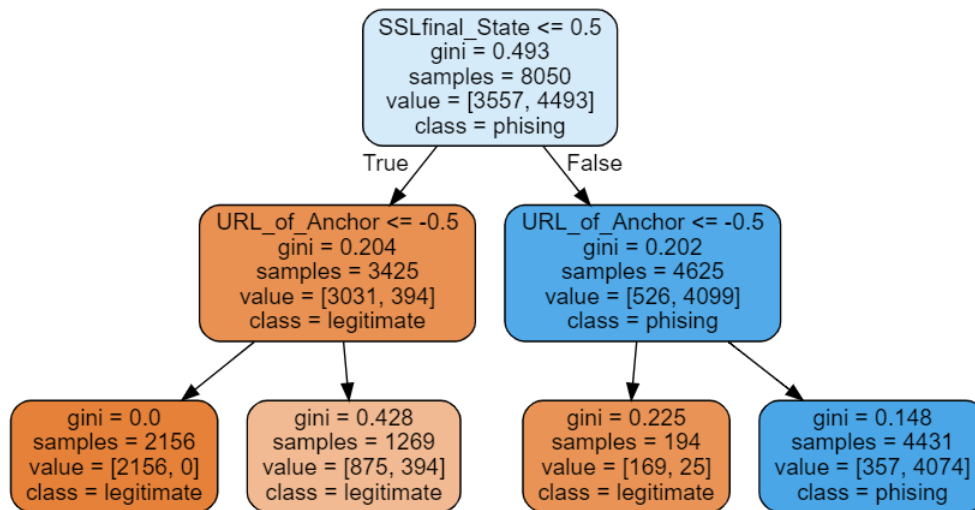 SSLfinal_State <= 0.5
gini = 0.493
samples = 8050
value = [3557, 4493]
class = phising
True
False
URL_of_Anchor <= -0.5
gini = 0.204
samples = 3425
value = [3031, 394]
class = legitimate
URL_of_Anchor <= -0.5
gini = 0.202
samples = 4625
value = [526, 4099]
class = phising
gini = 0.0
samples = 2156
value = [2156, 0]
class = legitimate
gini = 0.428
samples = 1269
value = [875, 394]
class = legitimate
gini = 0.225
samples = 194
value = [169, 25]
class = legitimate
gini = 0.148
samples = 4431
value = [357, 4074]
class = phising